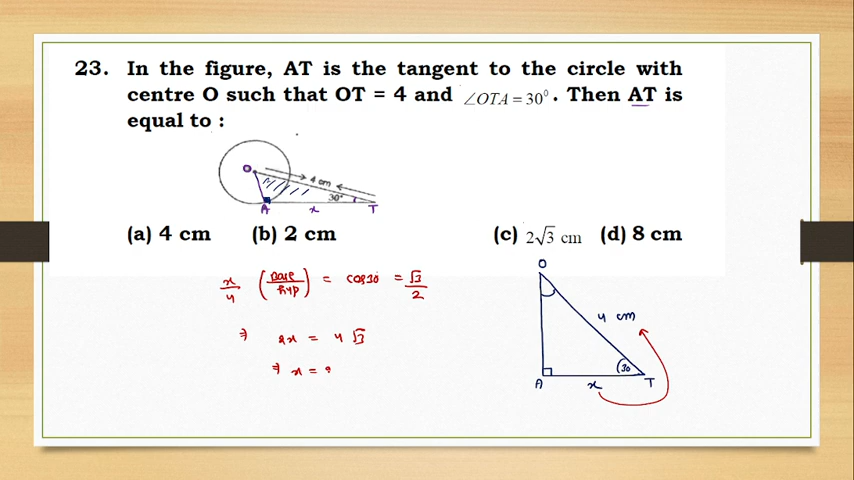 23. In the figure, AT is the tangent to the circle with
centre O such that OT = 4 and ∠OTA = 30⁰. Then AT is
equal to :
O
4 cm
30°
A
x
T
(a) 4 cm (b) 2 cm (c) 2√3 cm (d) 8 cm
x/4 (Base/hyp) = cos30 = √3/2
⇒ 2x = 4√3
⇒ x =
O
4 cm
30
A
x
T